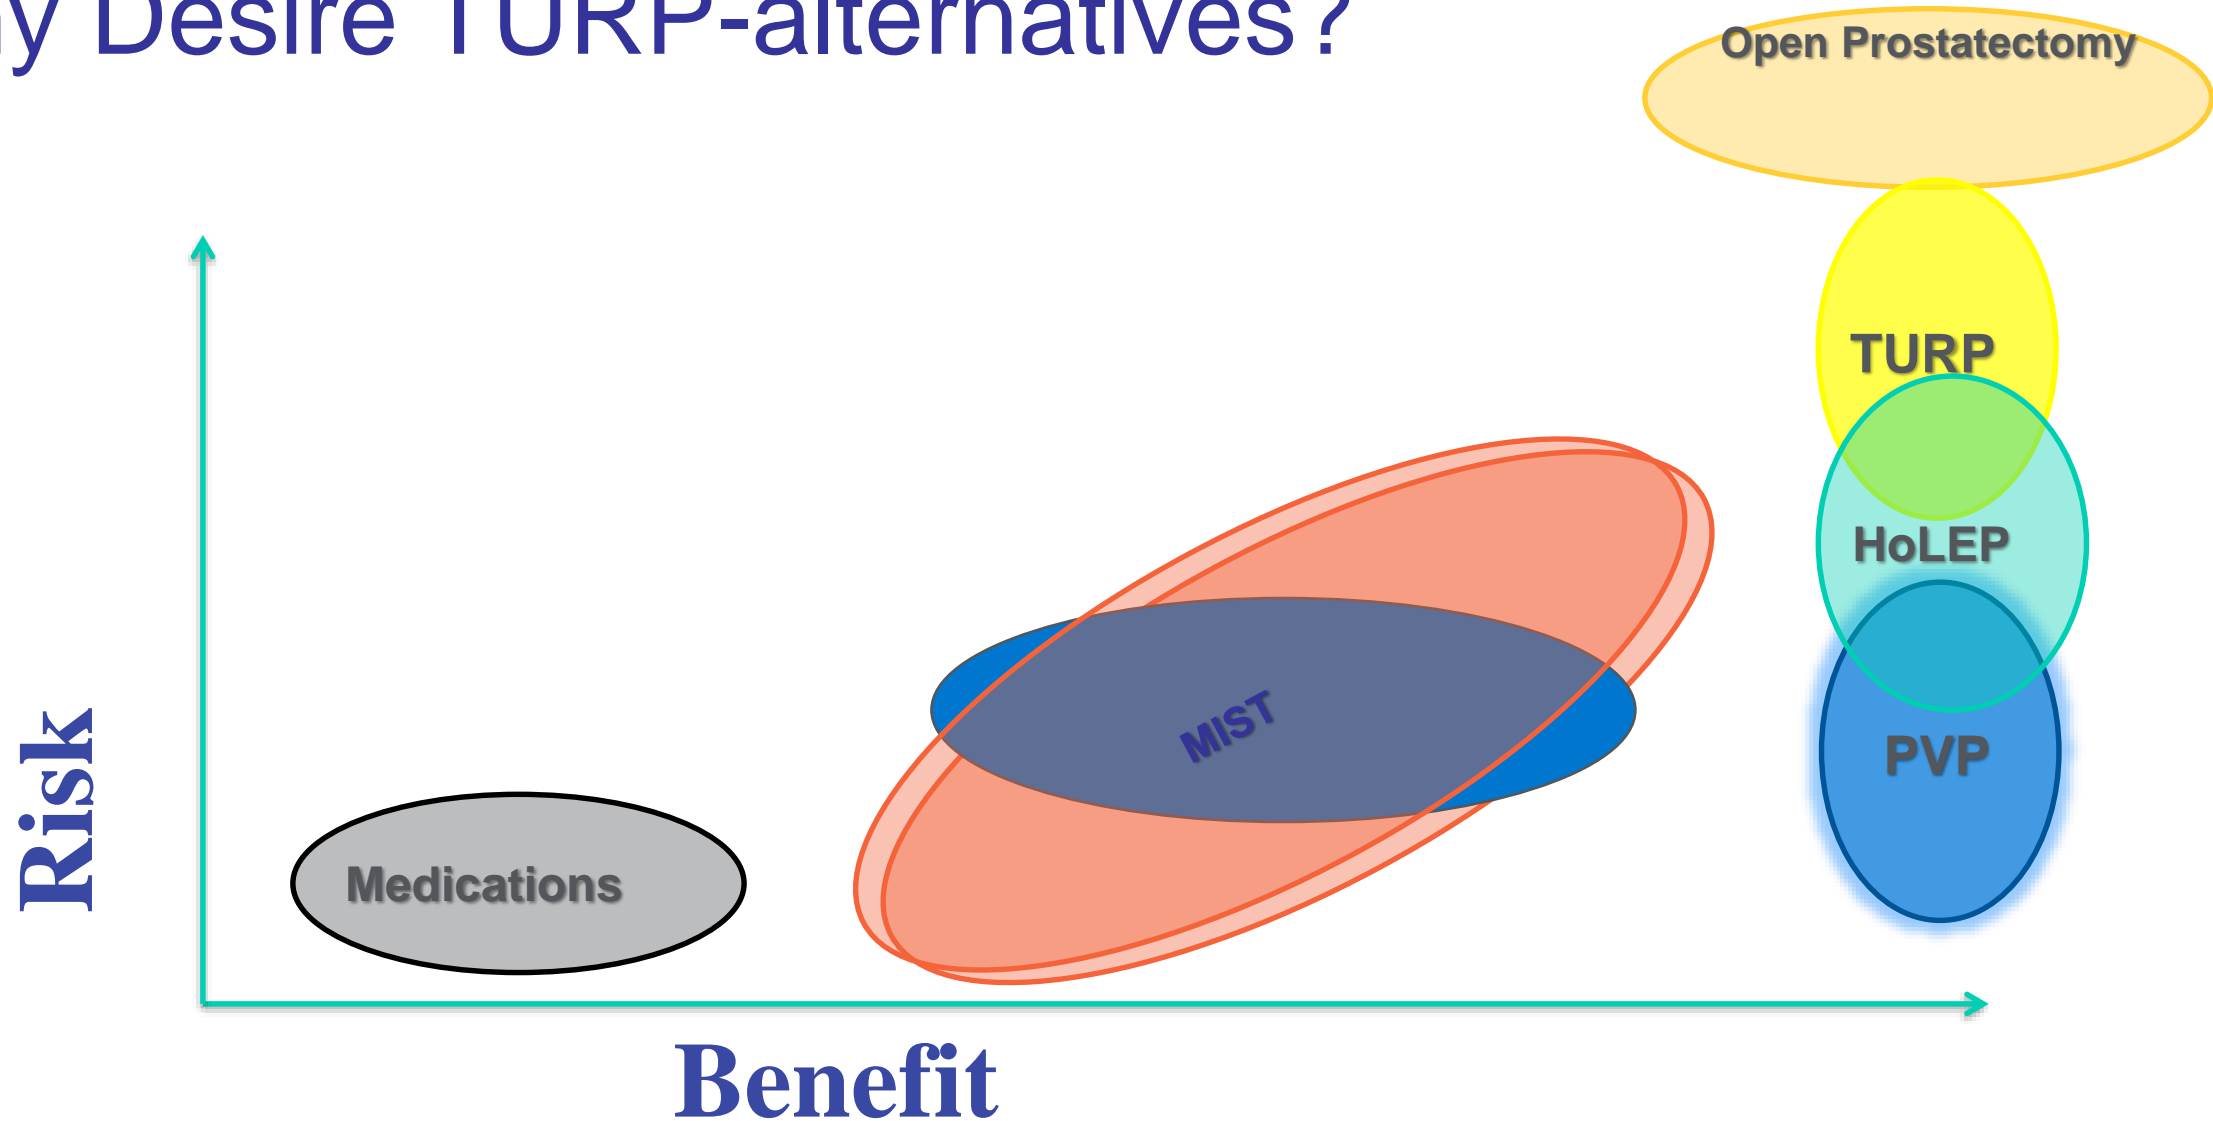 Desire TURP-alternatives?
Open Prostatectomy
TURP
HoLEP
MIST
PVP
Risk
Medications
Benefit